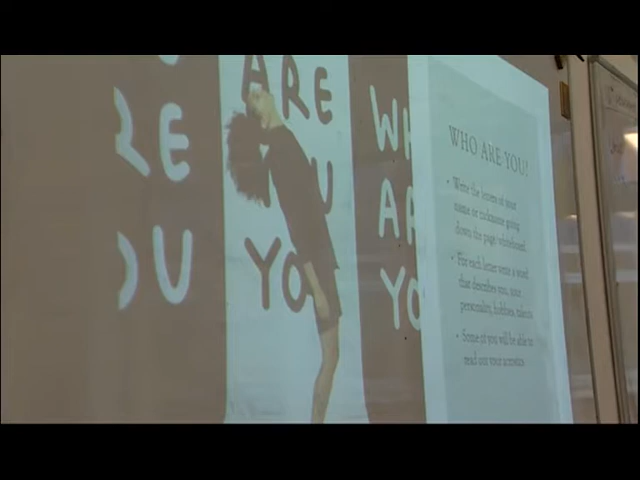 ARE
WHO ARE YOU?
RE
WH
• Write the letters of your
name or nickname going
down the page/whiteboard.
AR
OU
YO
YO
• For each letter write a word
that describes you, your
personality, hobbies, talents
• Some of you will be able to
read out your answers